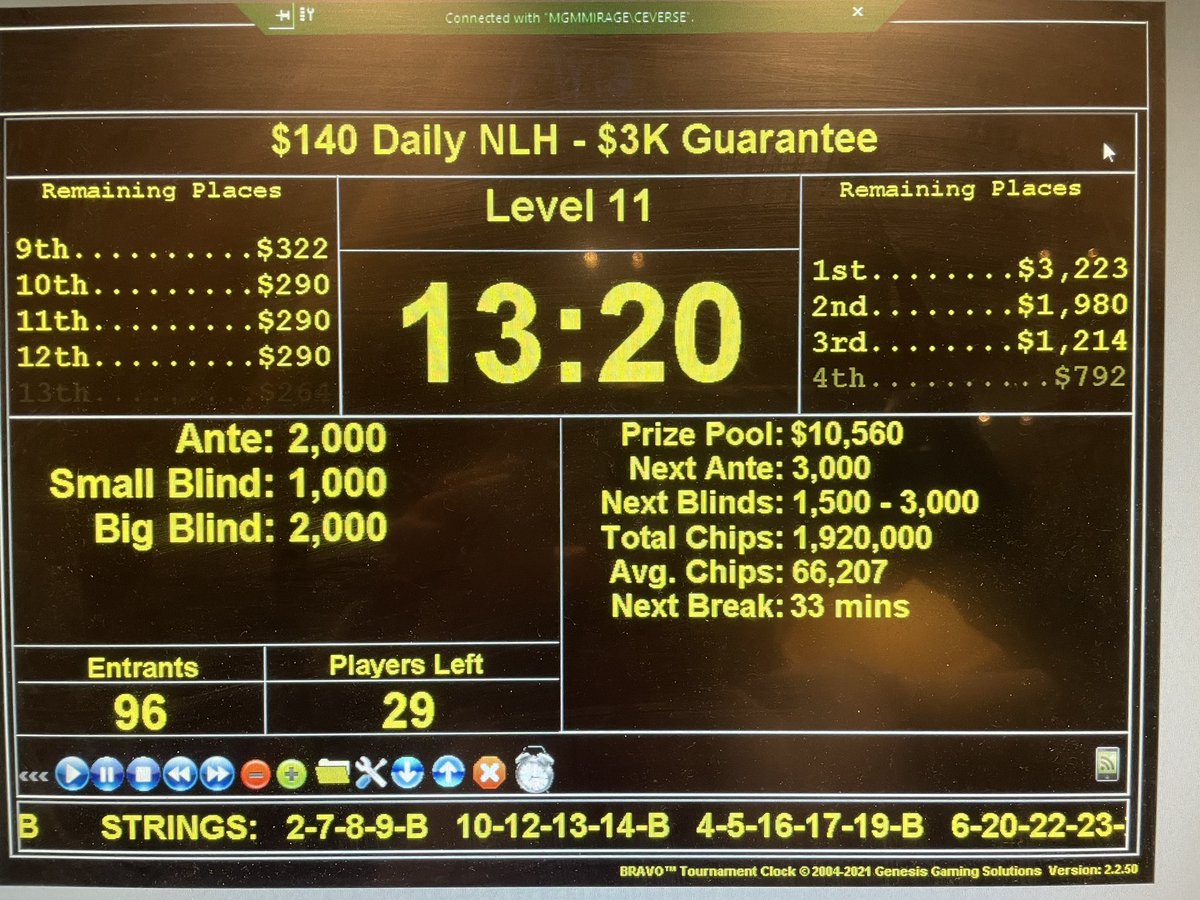 Connected with "MGMMIRAGE\CEVERSE".
$140 Daily NLH - $3K Guarantee
Remaining Places
9th..........$322
10th.........$290
11th.........$290
12th.........$290
13th.........$264
Level 11
13:20
Remaining Places
1st........$3,223
2nd........$1,980
3rd........$1,214
4th..........$792
Ante: 2,000
Small Blind: 1,000
Big Blind: 2,000
Prize Pool: $10,560
Next Ante: 3,000
Next Blinds: 1,500 - 3,000
Total Chips: 1,920,000
Avg. Chips: 66,207
Next Break: 33 mins
Entrants
96
Players Left
29
B STRINGS: 2-7-8-9-B 10-12-13-14-B 4-5-16-17-19-B 6-20-22-23-
BRAVO™ Tournament Clock © 2004-2021 Genesis Gaming Solutions Version: 2.2.50